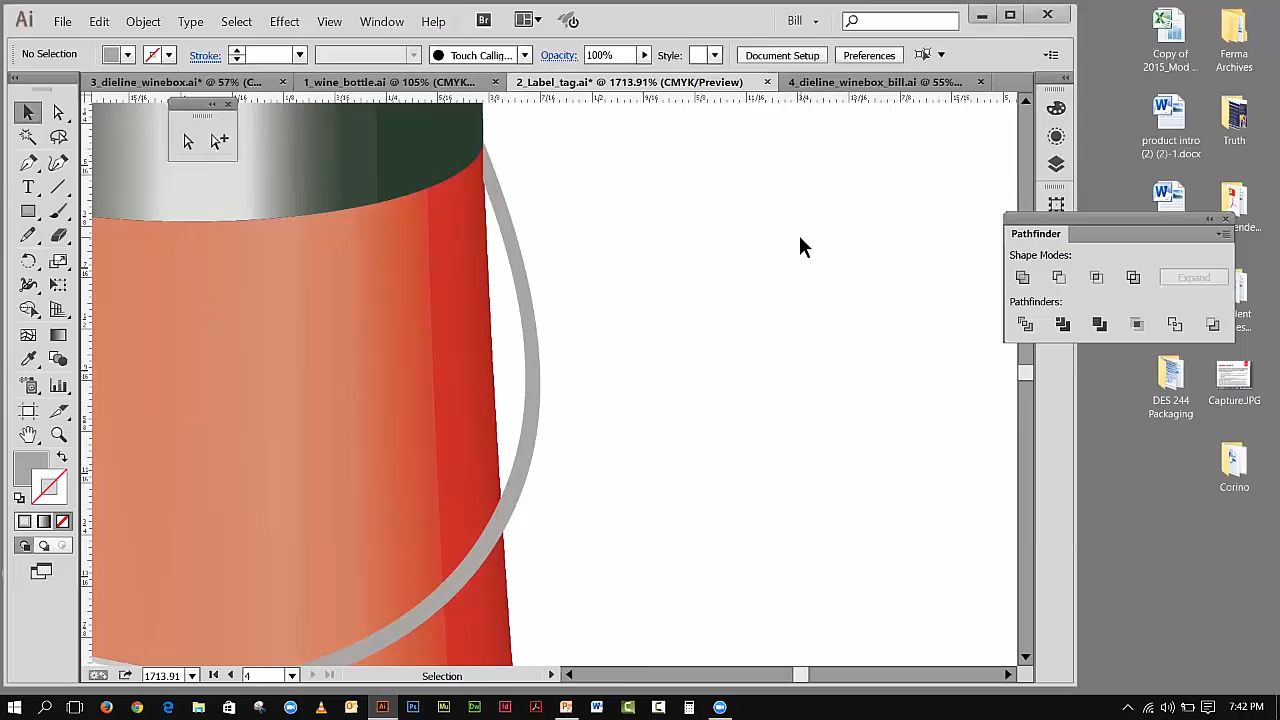 Ai File Edit Object Type Select Effect View Window Help Br Bill
No Selection Stroke: Touch Callig... Opacity: 100% Style: Document Setup Preferences
3_dieline_winebox.ai* @ 57% (C... 1_wine_bottle.ai @ 105% (CMYK... 2_Label_tag.ai* @ 1713.91% (CMYK/Preview) 4_dieline_winebox_bill.ai @ 55%...
Pathfinder
Shape Modes:
Expand
Pathfinders:
1713.91 4 Selection
Copy of
2015_Mod ...
Ferma
Archives
product intro
(2) (2)-1.docx
Truth
DES 244
Packaging
Capture.JPG
Corino
7:42 PM